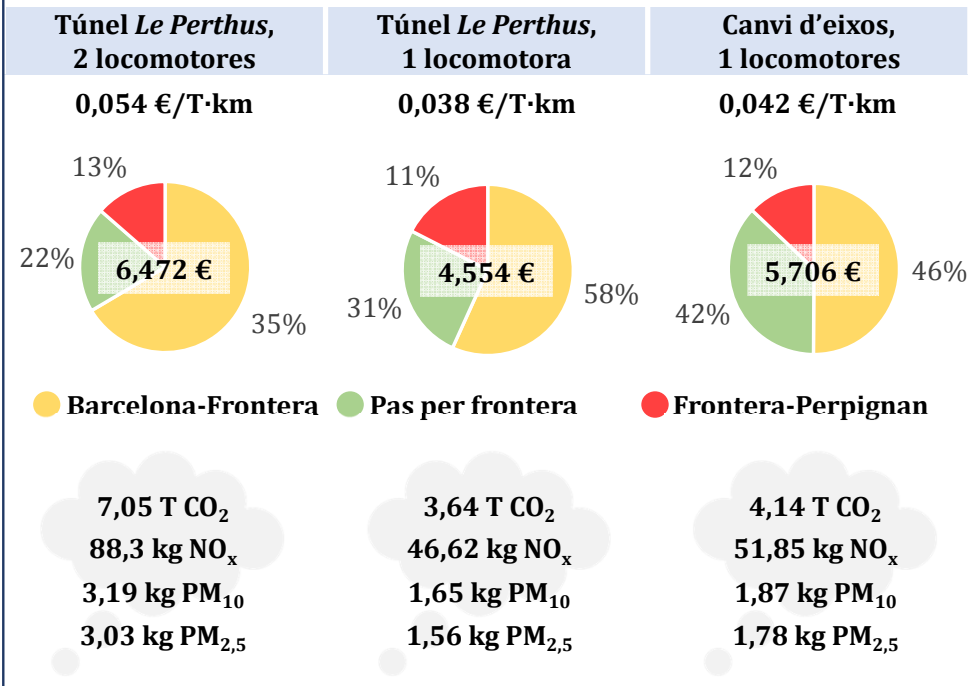 Túnel Le Perthus,
2 locomotores
Túnel Le Perthus,
1 locomotora
Canvi d'eixos,
1 locomotores
0,054 €/T·km
0,038 €/T·km
0,042 €/T·km
13%
22%
6,472 €
35%
11%
31%
4,554 €
58%
12%
42%
5,706 €
46%
Barcelona-Frontera
Pas per frontera
Frontera-Perpignan
7,05 T CO₂
88,3 kg NOₓ
3,19 kg PM₁₀
3,03 kg PM₂,₅
3,64 T CO₂
46,62 kg NOₓ
1,65 kg PM₁₀
1,56 kg PM₂,₅
4,14 T CO₂
51,85 kg NOₓ
1,87 kg PM₁₀
1,78 kg PM₂,₅